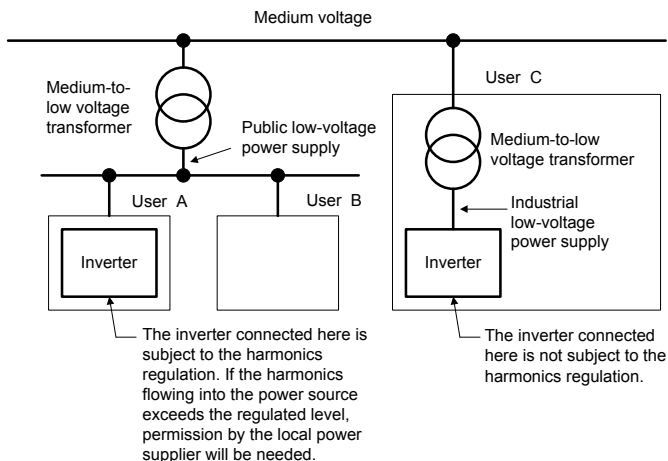 Medium voltage
User C
Medium-to-
low voltage
transformer
Public low-voltage
power supply
Medium-to-low
voltage transformer
User A
User B
Industrial
low-voltage
power supply
Inverter
Inverter
The inverter connected here is
subject to the harmonics
regulation. If the harmonics
flowing into the power source
exceeds the regulated level,
permission by the local power
supplier will be needed.
The inverter connected
here is not subject to the
harmonics regulation.